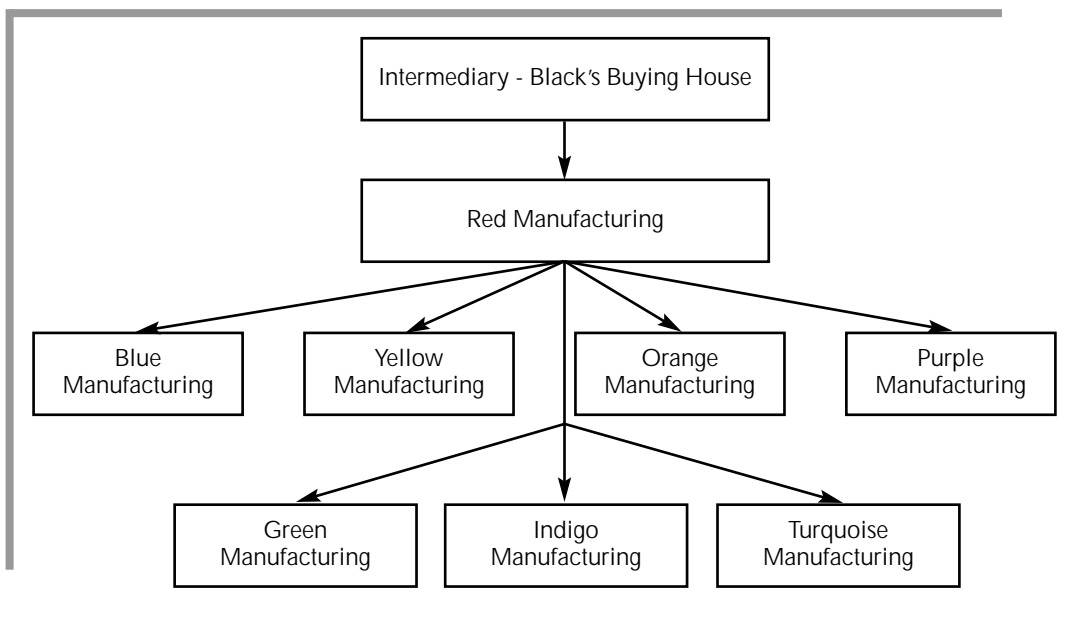 Intermediary - Black's Buying House
Red Manufacturing
Blue
Manufacturing
Yellow
Manufacturing
Orange
Manufacturing
Purple
Manufacturing
Green
Manufacturing
Indigo
Manufacturing
Turquoise
Manufacturing